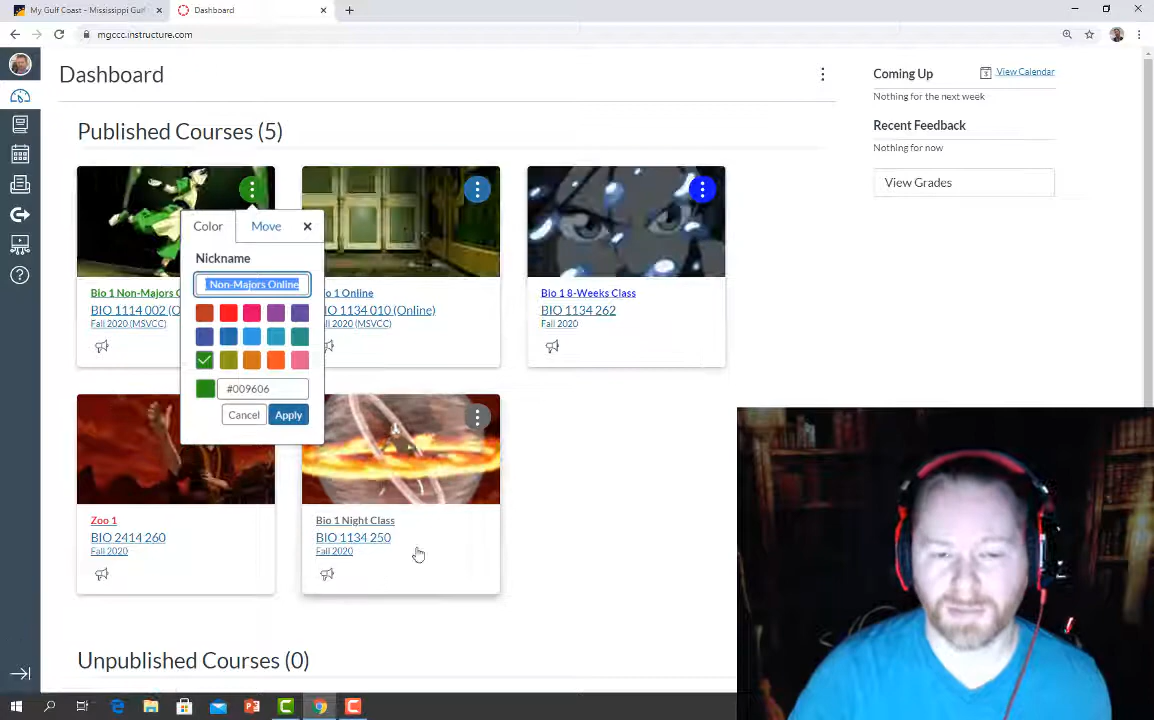 My Gulf Coast - Mississippi Gulf
Dashboard
mgccc.instructure.com
Dashboard
Coming Up
View Calendar
Nothing for the next week
Recent Feedback
Nothing for now
View Grades
Published Courses (5)
Color
Move
Nickname
Non-Majors Online
#009606
Cancel
Apply
Bio 1 Non-Majors O
BIO 1114 002 (O
Fall 2020 (MSVCC)
o 1 Online
IO 1134 010 (Online)
all 2020 (MSVCC)
Bio 1 8-Weeks Class
BIO 1134 262
Fall 2020
Zoo 1
BIO 2414 260
Fall 2020
Bio 1 Night Class
BIO 1134 250
Fall 2020
Unpublished Courses (0)